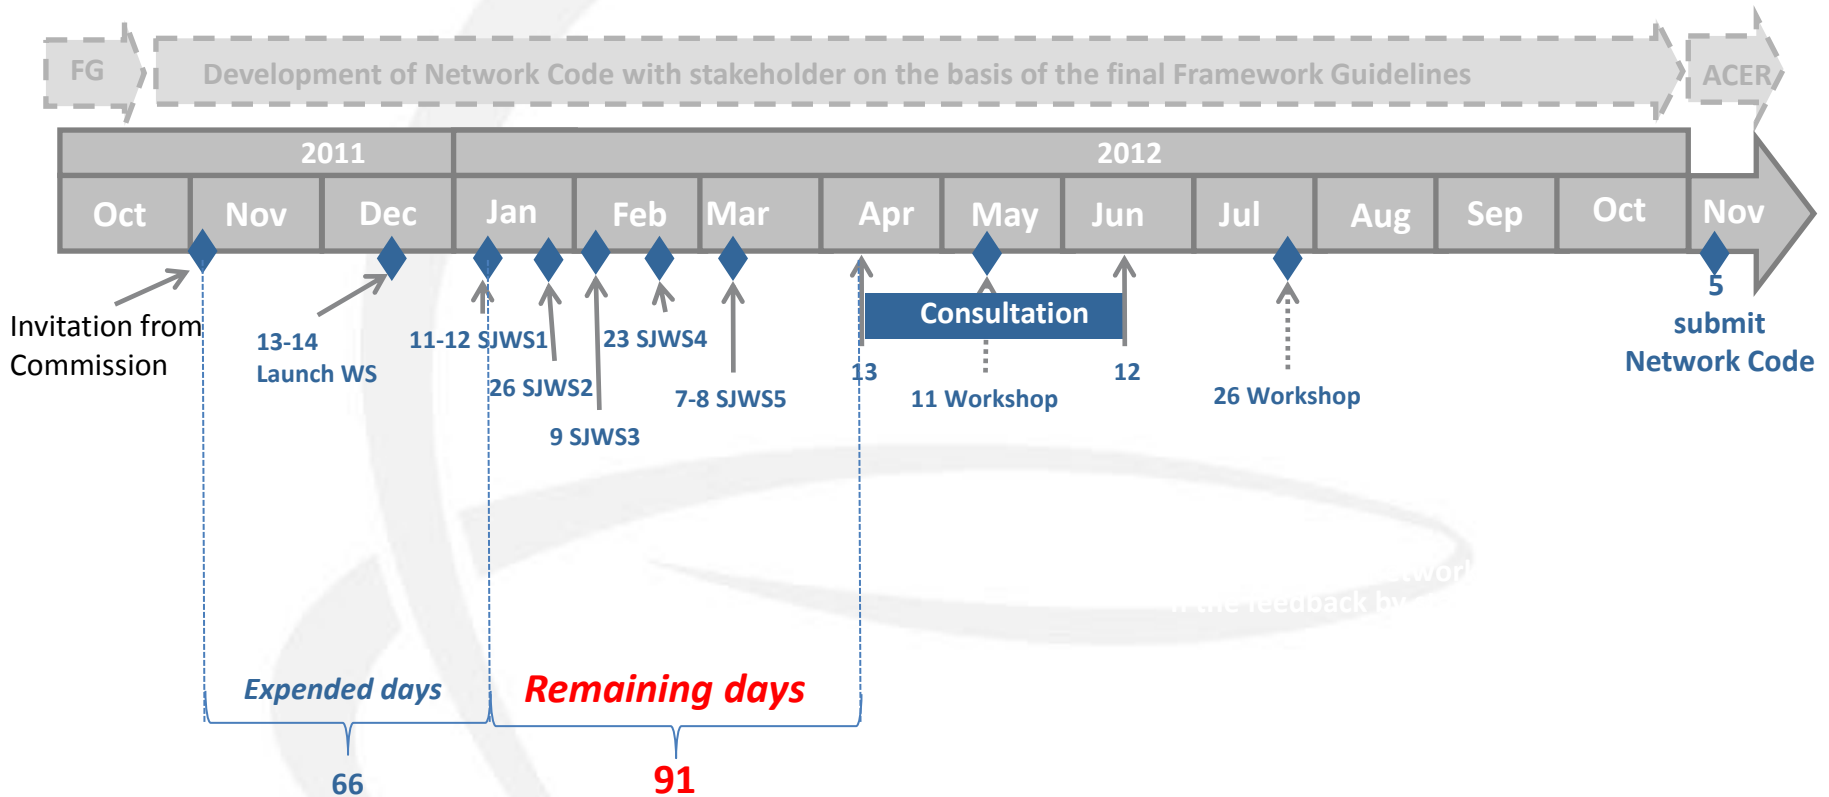 FG
Development of Network Code with stakeholder on the basis of the final Framework Guidelines
ACER
2011
2012
Oct
Nov
Dec
Jan
Feb
Mar
Apr
May
Jun
Jul
Aug
Sep
Oct
Nov
Invitation from
Commission
13-14
Launch WS
11-12 SJWS1
26 SJWS2
9 SJWS3
23 SJWS4
7-8 SJWS5
Consultation
13
12
11 Workshop
26 Workshop
5
submit
Network Code
the feedback by
Expended days
Remaining days
66
91